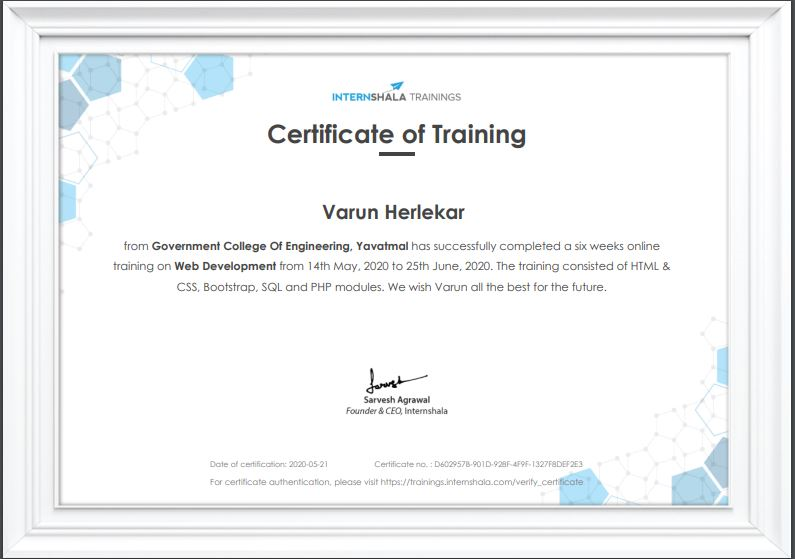 INTERNSHALA TRAININGS
Certificate of Training
Varun Herlekar
from Government College Of Engineering, Yavatmal has successfully completed a six weeks online
training on Web Development from 14th May, 2020 to 25th June, 2020. The training consisted of HTML &
CSS, Bootstrap, SQL and PHP modules. We wish Varun all the best for the future.
Sarvesh
Sarvesh Agrawal
Founder & CEO, Internshala
Date of certification: 2020-05-21 Certificate no. : D6029578-901D-928F-4F9F-1327F8DEF2E3
For certificate authentication, please visit https://trainings.internshala.com/verify_certificate